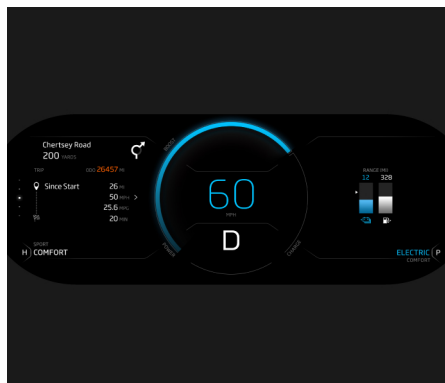 Chertsey Road
200 YARDS
TRIP
ODO 26457 MI
Since Start
26 MI
50 MPH >
25.6 MPG
20 MIN
SPORT
H) COMFORT
BOOST
POWER
CHARGE
60
MPH
D
RANGE (MI)
12 328
ELECTRIC (P
COMFORT